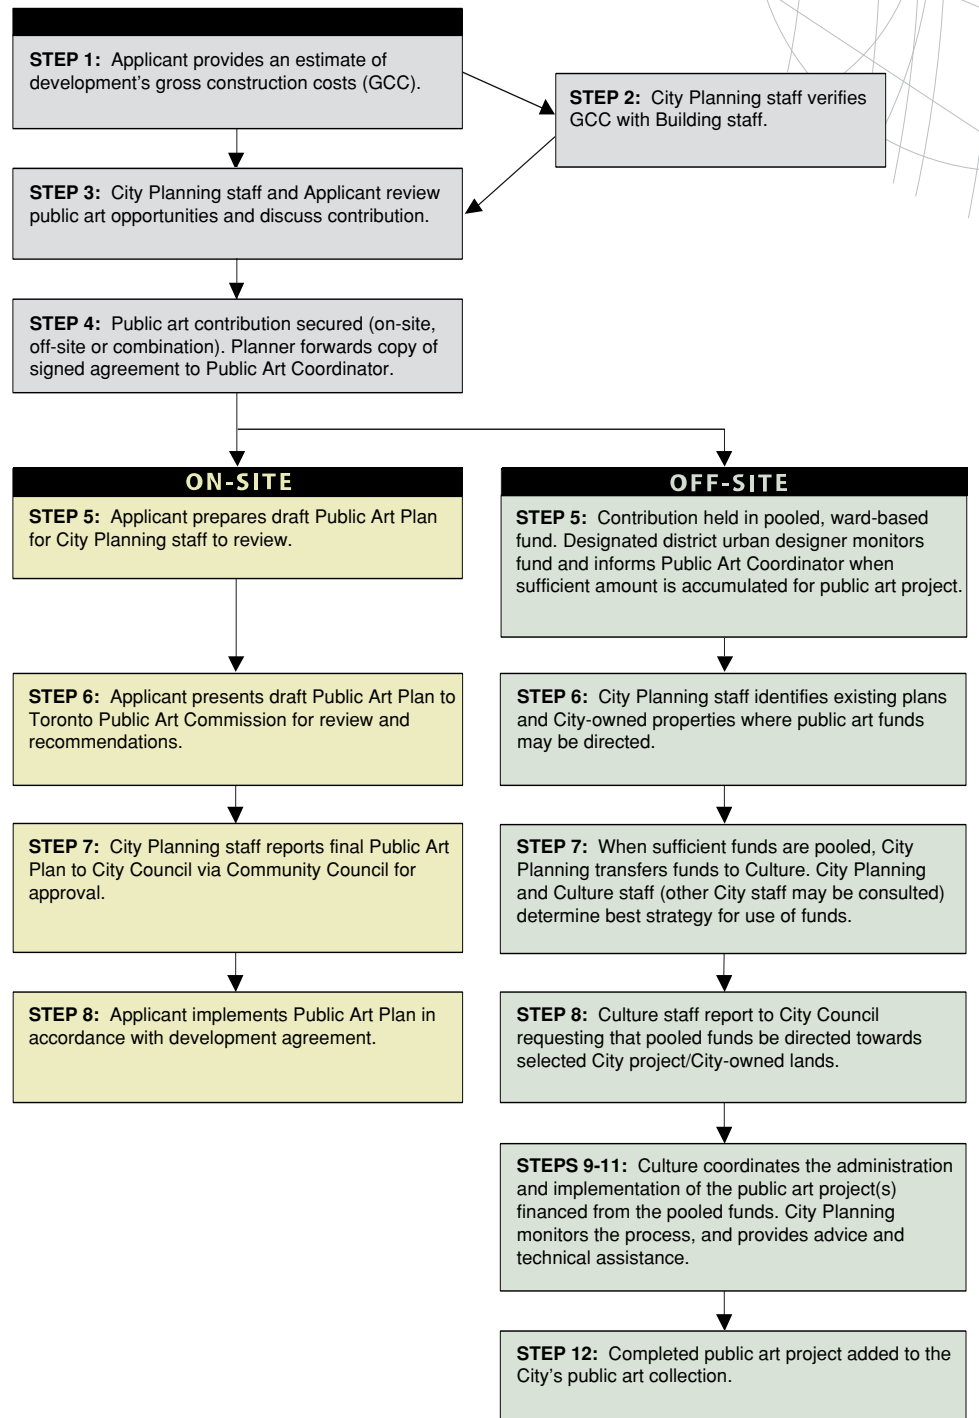 STEP 1: Applicant provides an estimate of
development's gross construction costs (GCC).
STEP 2: City Planning staff verifies
GCC with Building staff.
STEP 3: City Planning staff and Applicant review
public art opportunities and discuss contribution.
STEP 4: Public art contribution secured (on-site,
off-site or combination). Planner forwards copy of
signed agreement to Public Art Coordinator.
ON-SITE
STEP 5: Applicant prepares draft Public Art Plan
for City Planning staff to review.
STEP 6: Applicant presents draft Public Art Plan to
Toronto Public Art Commission for review and
recommendations.
STEP 7: City Planning staff reports final Public Art
Plan to City Council via Community Council for
approval.
STEP 8: Applicant implements Public Art Plan in
accordance with development agreement.
OFF-SITE
STEP 5: Contribution held in pooled, ward-based
fund. Designated district urban designer monitors
fund and informs Public Art Coordinator when
sufficient amount is accumulated for public art project.
STEP 6: City Planning staff identifies existing plans
and City-owned properties where public art funds
may be directed.
STEP 7: When sufficient funds are pooled, City
Planning transfers funds to Culture. City Planning
and Culture staff (other City staff may be consulted)
determine best strategy for use of funds.
STEP 8: Culture staff report to City Council
requesting that pooled funds be directed towards
selected City project/City-owned lands.
STEPS 9-11: Culture coordinates the administration
and implementation of the public art project(s)
financed from the pooled funds. City Planning
monitors the process, and provides advice and
technical assistance.
STEP 12: Completed public art project added to the
City's public art collection.